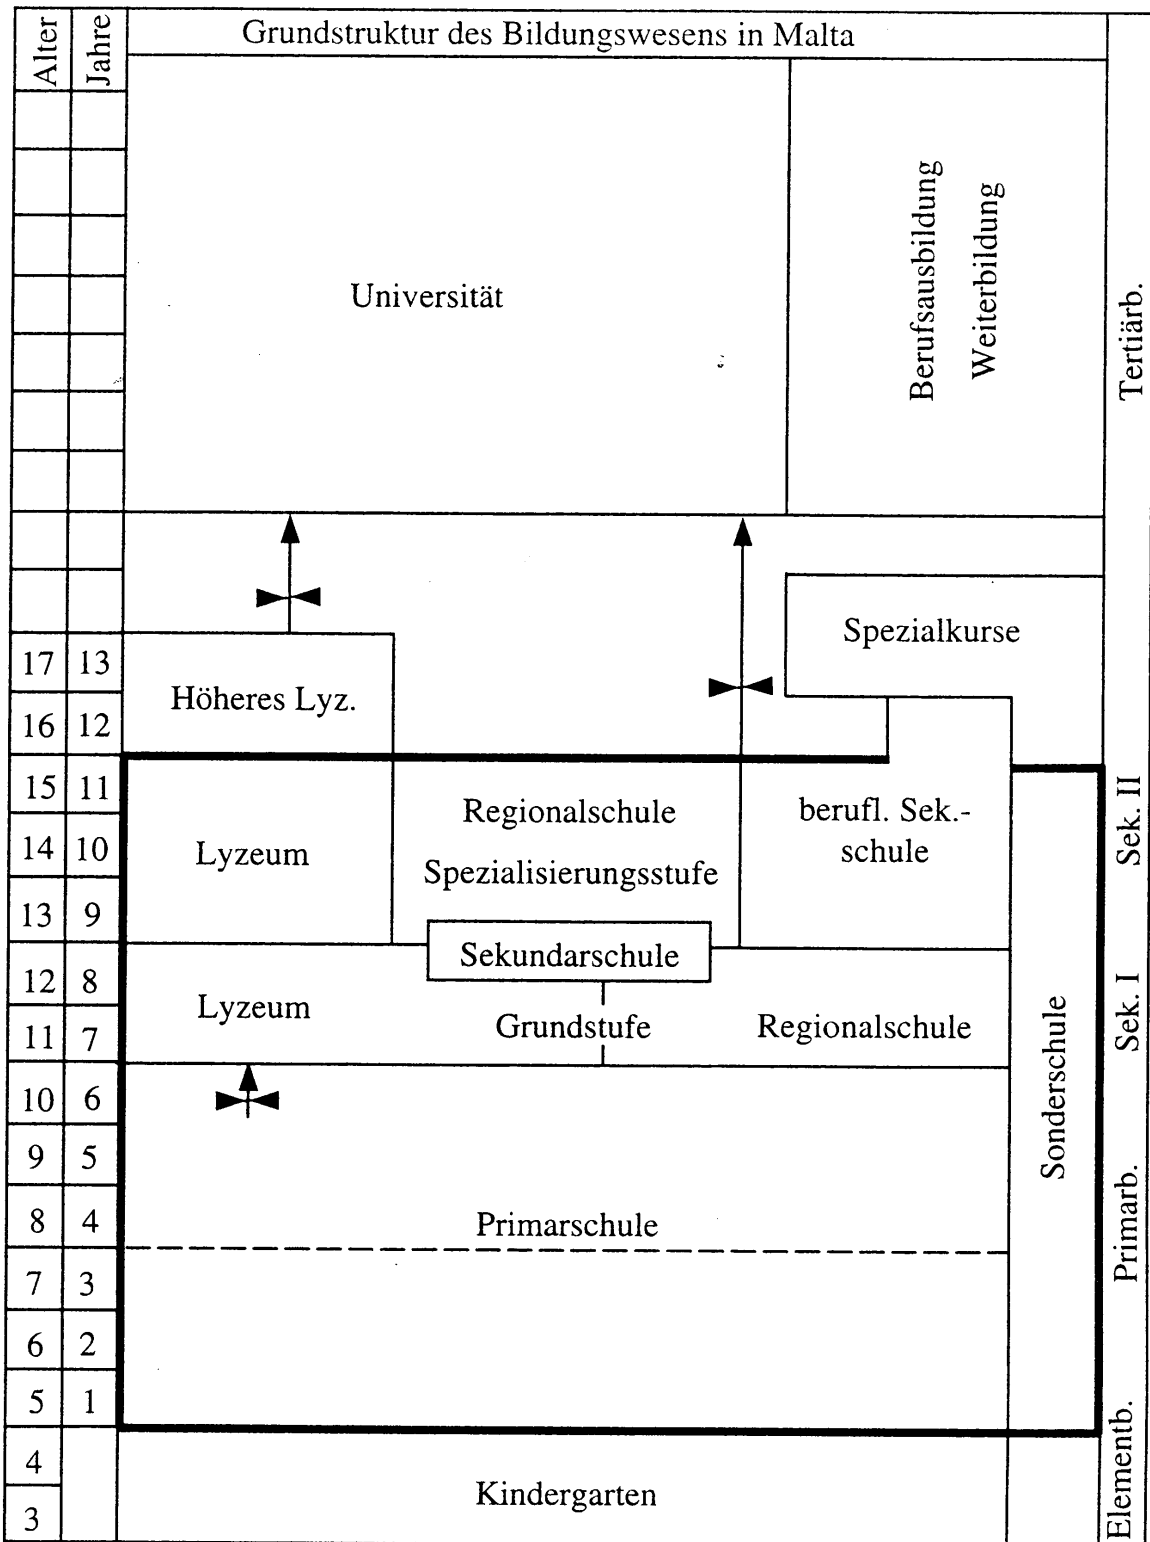 Grundstruktur des Bildungswesens in Malta
Alter
Jahre
Universität
Berufsausbildung
Weiterbildung
Tertiärb.
Spezialkurse
17 13
Höheres Lyz.
16 12
15 11
Regionalschule
berufl. Sek.-
schule
Sek. II
14 10
Lyzeum
Spezialisierungsstufe
13 9
Sekundarschule
12 8
Lyzeum
Grundstufe
Regionalschule
Sek. I
11 7
Sonderschule
10 6
9 5
8 4
Primarschule
Primarb.
7 3
6 2
5 1
Elementb.
4
Kindergarten
3